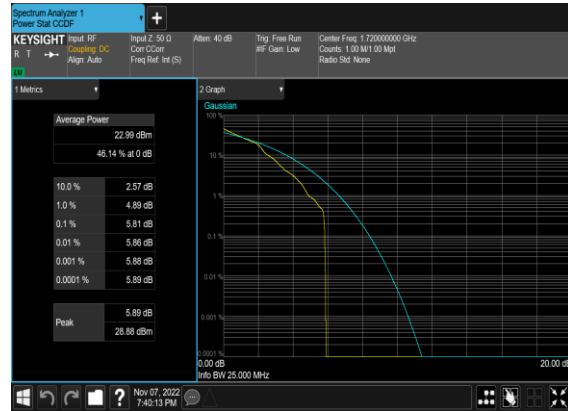 Spectrum Analyzer 1
Power Stat CCDF
KEYSIGHT
R T
LW
Input: RF
Coupling: DC
Align: Auto
Input Z: 50 Ω
Corr CCorr
Freq Ref: Int (S)
Atten: 40 dB
Trig: Free Run
#IF Gain: Low
Center Freq: 1.720000000 GHz
Counts: 1.00 M/1.00 Mpt
Radio Std: None
1 Metrics
Average Power
22.99 dBm
46.14 % at 0 dB
10.0 % 2.57 dB
1.0 % 4.89 dB
0.1 % 5.81 dB
0.01 % 5.86 dB
0.001 % 5.88 dB
0.0001 % 5.89 dB
Peak 5.89 dB
28.88 dBm
2 Graph
Gaussian
100 %
10 %
1 %
0.1 %
0.01 %
0.001 %
0.0001 %
0.00 dB 20.00 dB
Info BW 25.000 MHz
?
Nov 07, 2022
7:40:13 PM